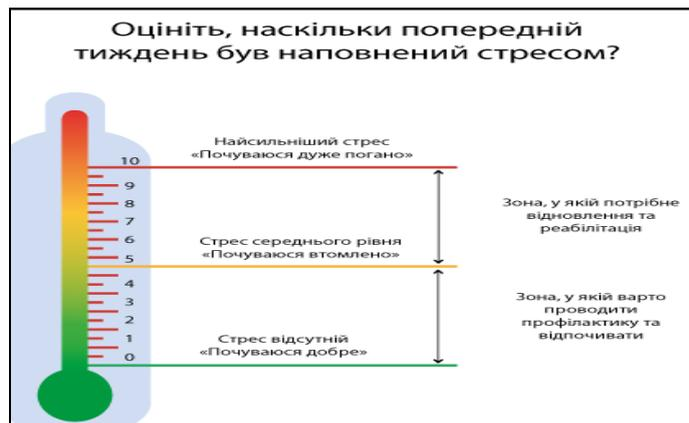 Оцініть, наскільки попередній
тиждень був наповнений стресом?
Найсильніший стрес
«Почуваюся дуже погано»
10
9
8
7
6
5
4
3
2
1
0
Зона, у якій потрібне
відновлення та
реабілітація
Стрес середнього рівня
«Почуваюся втомлено»
Зона, у якій варто
проводити
профілактику та
відпочивати
Стрес відсутній
«Почуваюся добре»